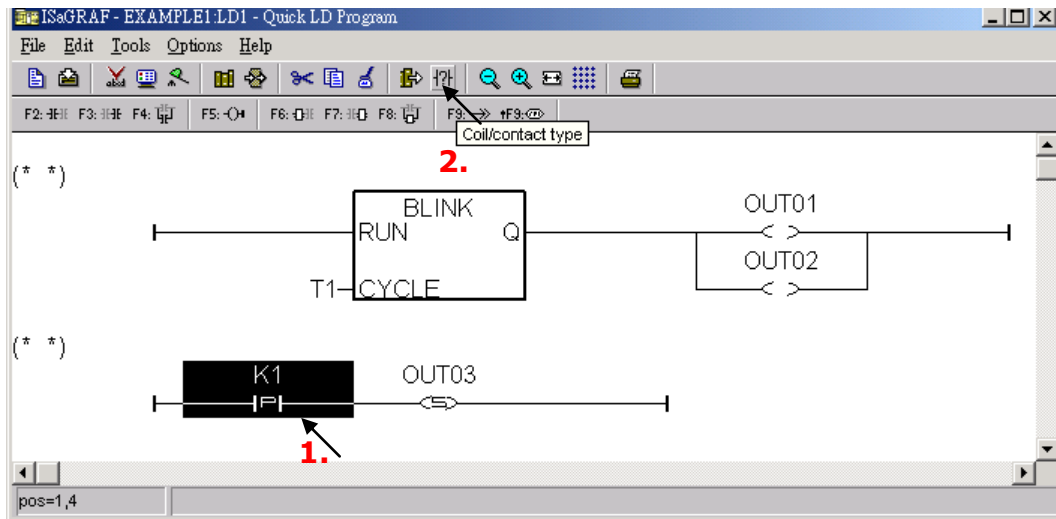 ISaGRAF - EXAMPLE1:LD1 - Quick LD Program
File Edit Tools Options Help
F2: F3: F4: F5: F6: F7: F8: F9: ↑F9:
Coil/contact type
2.
(* *)
BLINK
OUT01
RUN Q
OUT02
T1 CYCLE
(* *)
K1 OUT03
P S
1.
pos=1,4